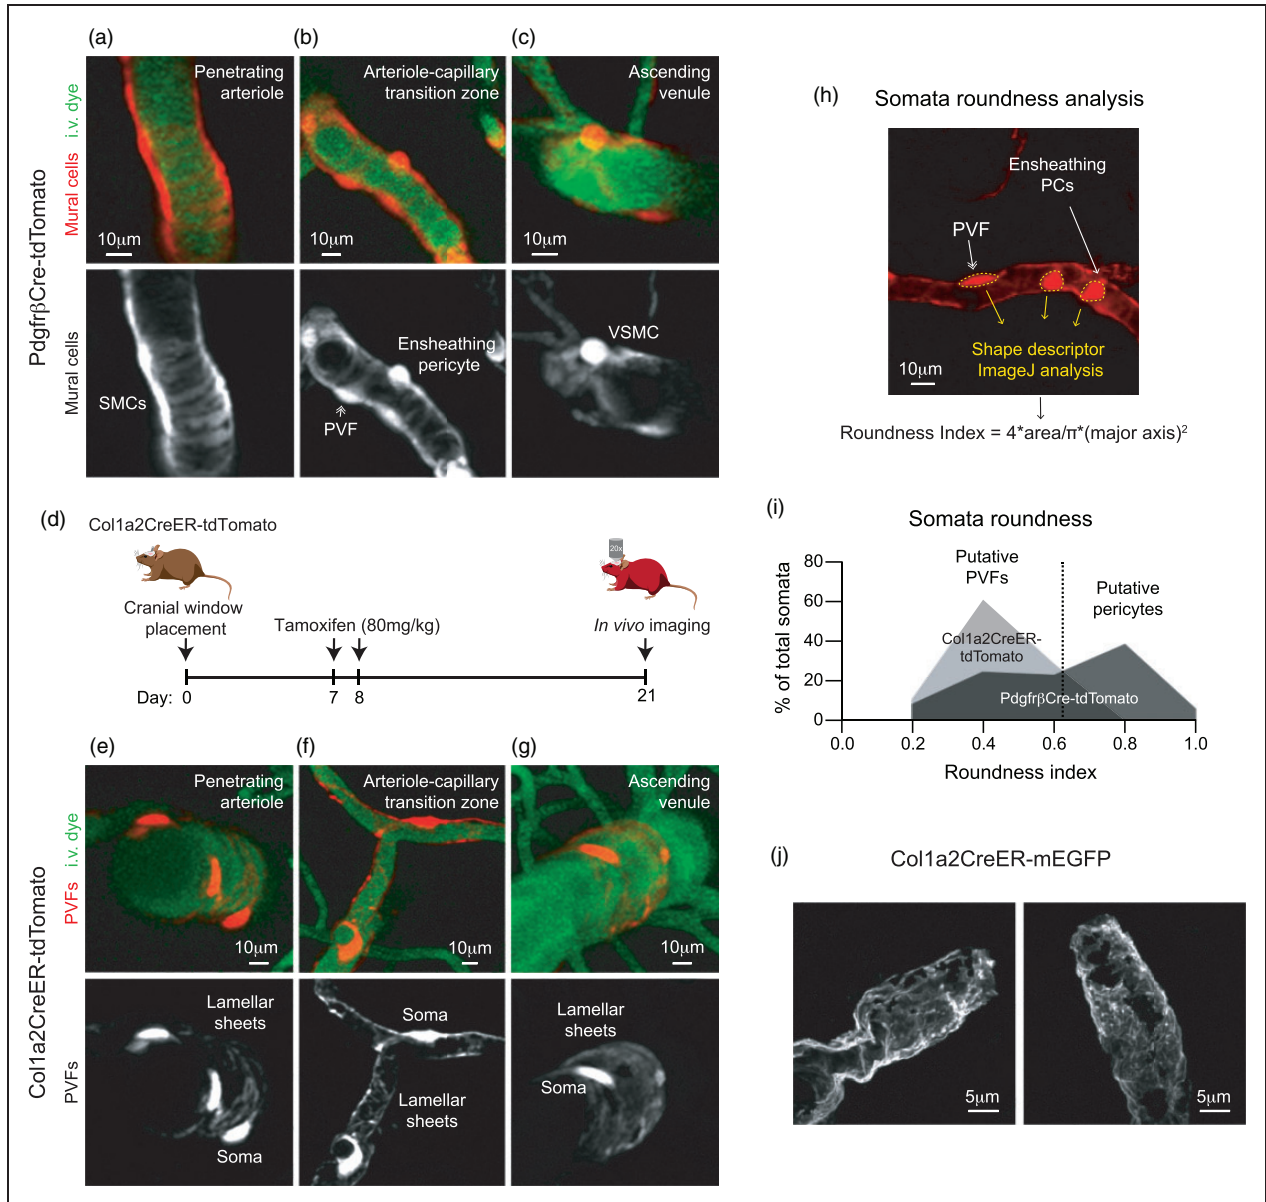 (a)
(b)
(c)
Pdgfrβ​Cre-tdTomato
Mural cells i.v. dye
Penetrating
arteriole
10µm
Arteriole-capillary
transition zone
10µm
Ascending
venule
10µm
Mural cells
SMCs
Ensheathing
pericyte
PVF
VSMC
(d)
Col1a2CreER-tdTomato
20x
Cranial window
placement
Tamoxifen (80mg/kg)
In vivo imaging
Day: 0 7 8 21
(e)
(f)
(g)
Col1a2CreER-tdTomato
PVFs i.v. dye
Penetrating
arteriole
10µm
Arteriole-capillary
transition zone
10µm
Ascending
venule
10µm
PVFs
Lamellar
sheets
Soma
Soma
Lamellar
sheets
Lamellar
sheets
Soma
(h)
Somata roundness analysis
Ensheathing
PCs
PVF
Shape descriptor
ImageJ analysis
10µm
Roundness Index = 4*area/π*(major axis)²
(i)
Somata roundness
Putative
PVFs
Putative
pericytes
Col1a2CreER-
tdTomato
PdgfrβCre-tdTomato
% of total somata
80
60
40
20
0
0.0 0.2 0.4 0.6 0.8 1.0
Roundness index
(j)
Col1a2CreER-mEGFP
5µm
5µm